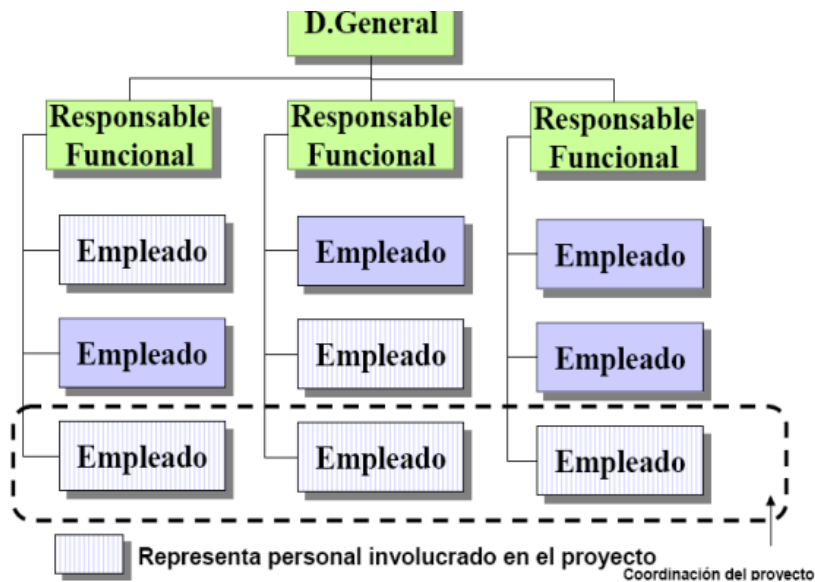 D.General
Responsable
Funcional
Responsable
Funcional
Responsable
Funcional
Empleado
Empleado
Empleado
Empleado
Empleado
Empleado
Empleado
Empleado
Empleado
Representa personal involucrado en el proyecto
Coordinación del proyecto